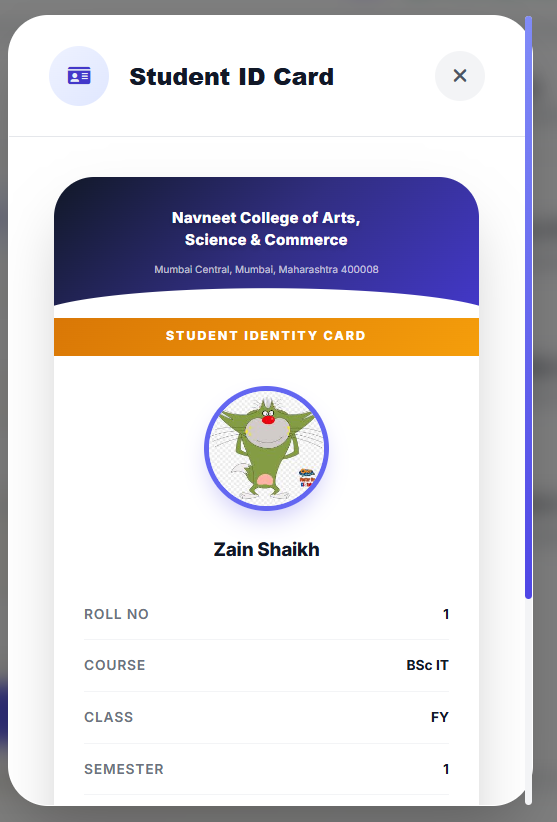 Student ID Card
Navneet College of Arts,
Science & Commerce
Mumbai Central, Mumbai, Maharashtra 400008
STUDENT IDENTITY CARD
Zain Shaikh
ROLL NO 1
COURSE BSc IT
CLASS FY
SEMESTER 1